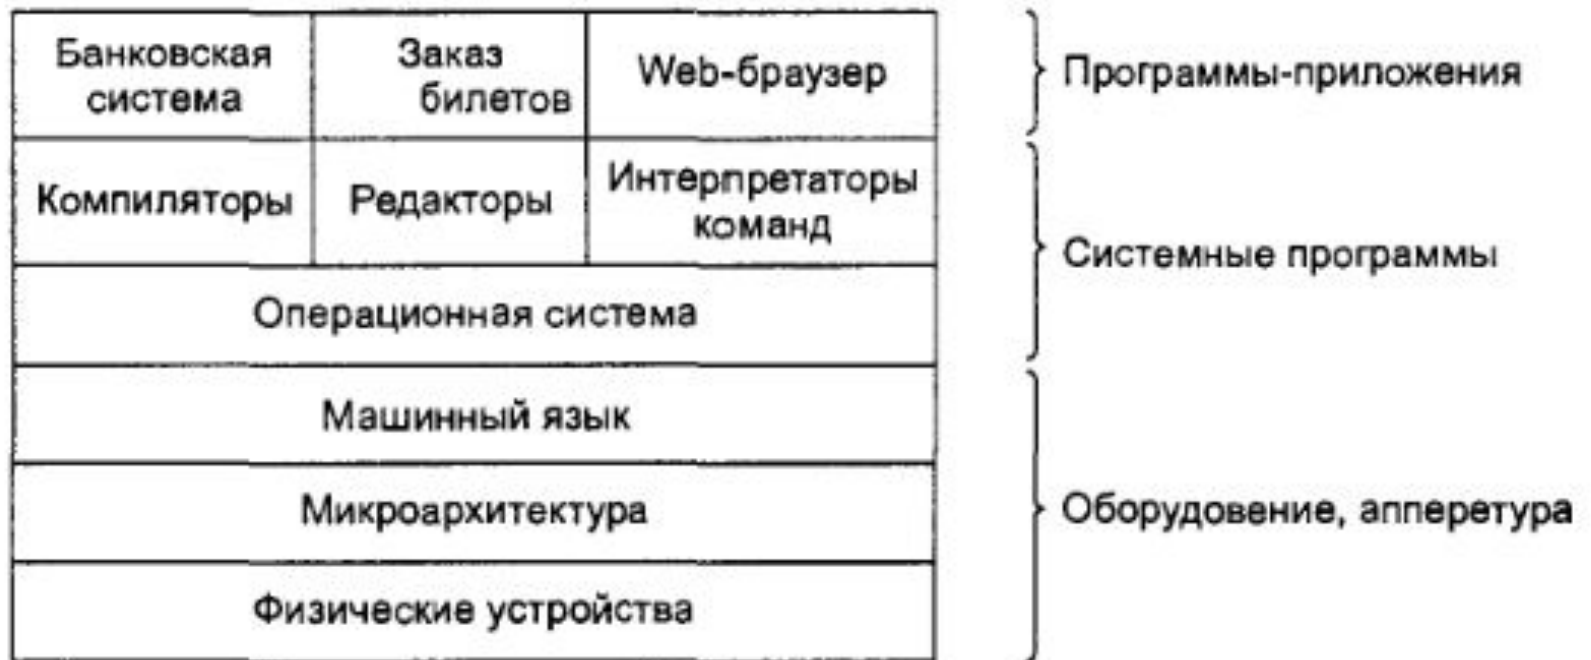 Банковская
система
Заказ
билетов
Web-браузер
Программы-приложения
Компиляторы
Редакторы
Интерпретаторы
команд
Системные программы
Операционная система
Машинный язык
Микроархитектура
Оборудовение, апперетура
Физические устройства